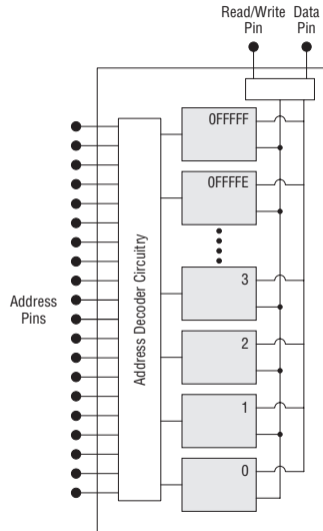 Read/Write Data
Pin Pin
0FFFFF
0FFFFE
3
2
1
0
Address Decoder Circuitry
Address
Pins